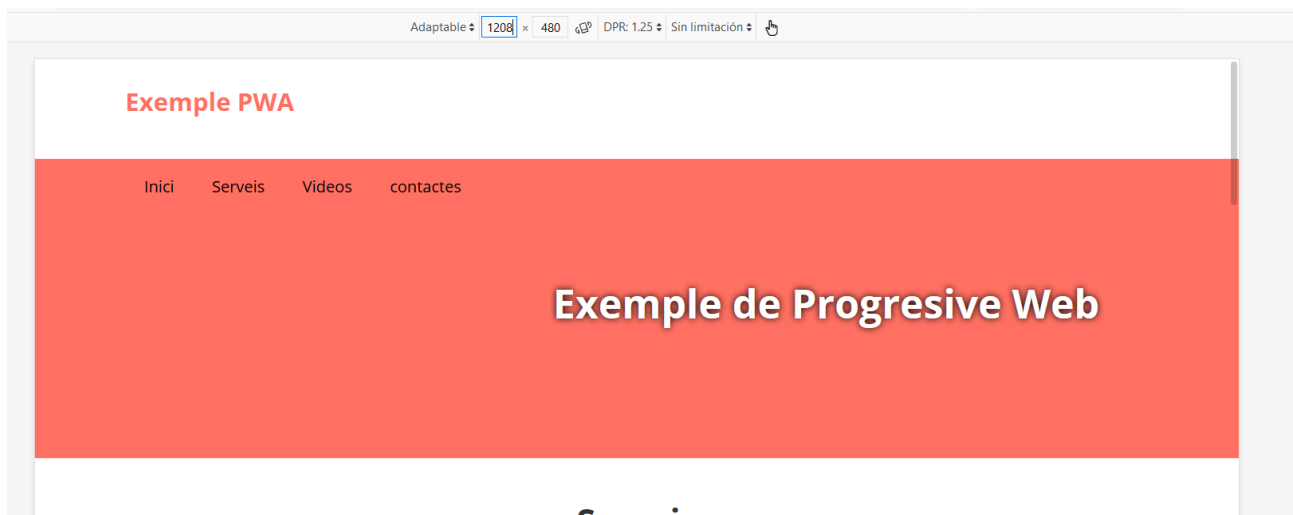 Adaptable 1208 × 480 DPR: 1.25 Sin limitación
Exemple PWA
Inici Serveis Videos contactes
Exemple de Progresive Web